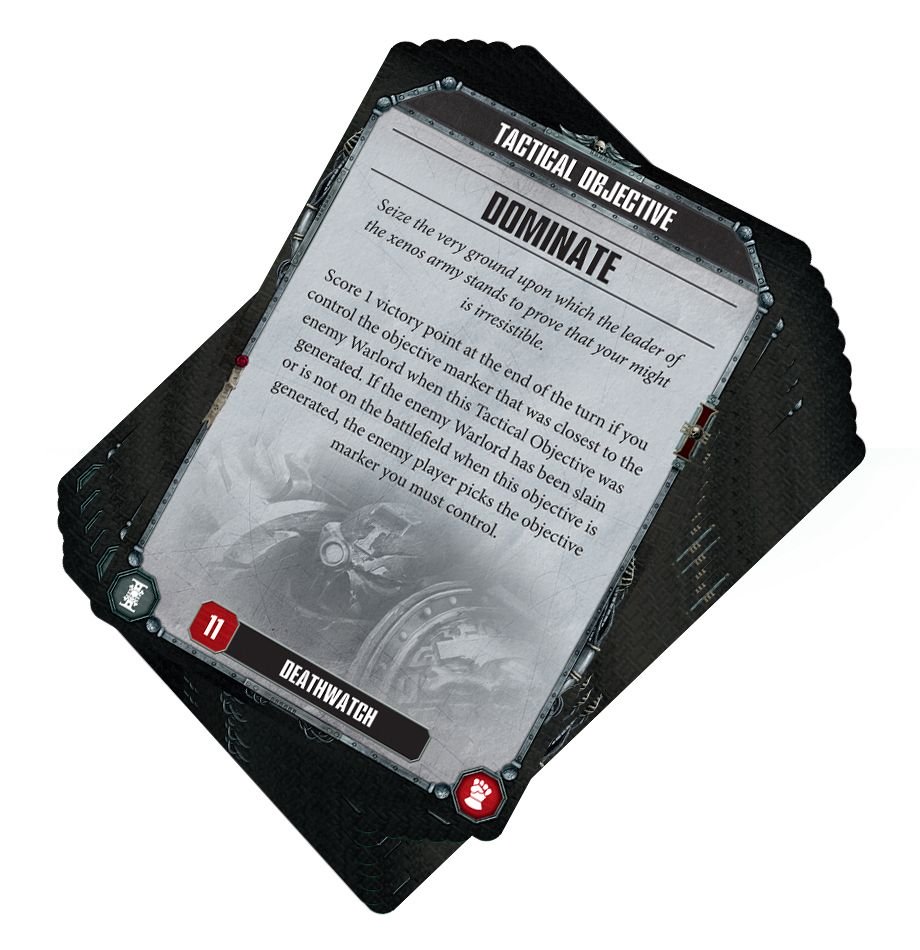 TACTICAL OBJECTIVE
DOMINATE
Seize the very ground upon which the leader of
the xenos army stands to prove that your might
is irresistible.
Score 1 victory point at the end of the turn if you
control the objective marker that was closest to the
enemy Warlord when this Tactical Objective was
generated. If the enemy Warlord has been slain
or is not on the battlefield when this objective is
generated, the enemy player picks the objective
marker you must control.
11
DEATHWATCH